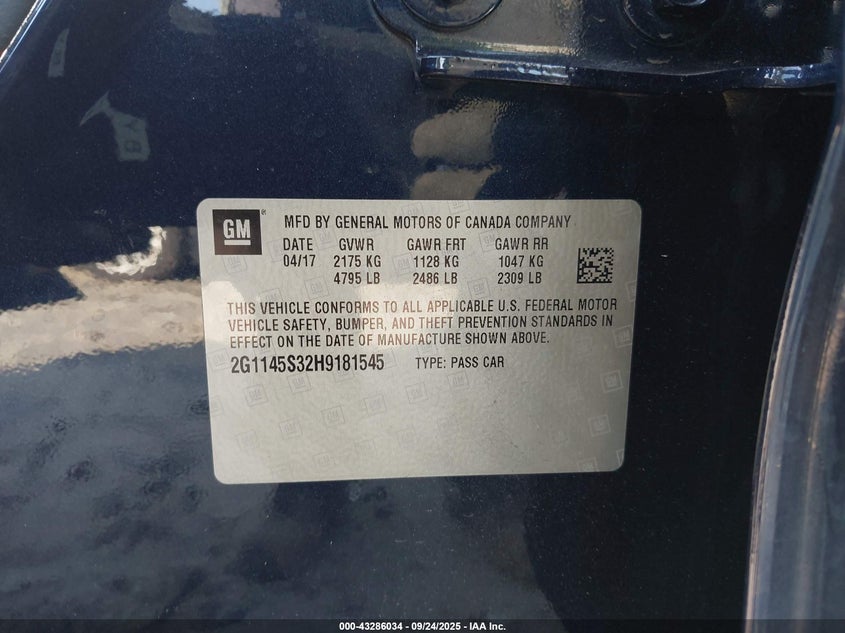 GM
MFD BY GENERAL MOTORS OF CANADA COMPANY
DATE GVWR GAWR FRT GAWR RR
04/17 2175 KG 1128 KG 1047 KG
4795 LB 2486 LB 2309 LB
THIS VEHICLE CONFORMS TO ALL APPLICABLE U.S. FEDERAL MOTOR
VEHICLE SAFETY, BUMPER, AND THEFT PREVENTION STANDARDS IN
EFFECT ON THE DATE OF MANUFACTURE SHOWN ABOVE.
2G1145S32H9181545 TYPE: PASS CAR
000-43286034 - 09/24/2025 - IAA Inc.